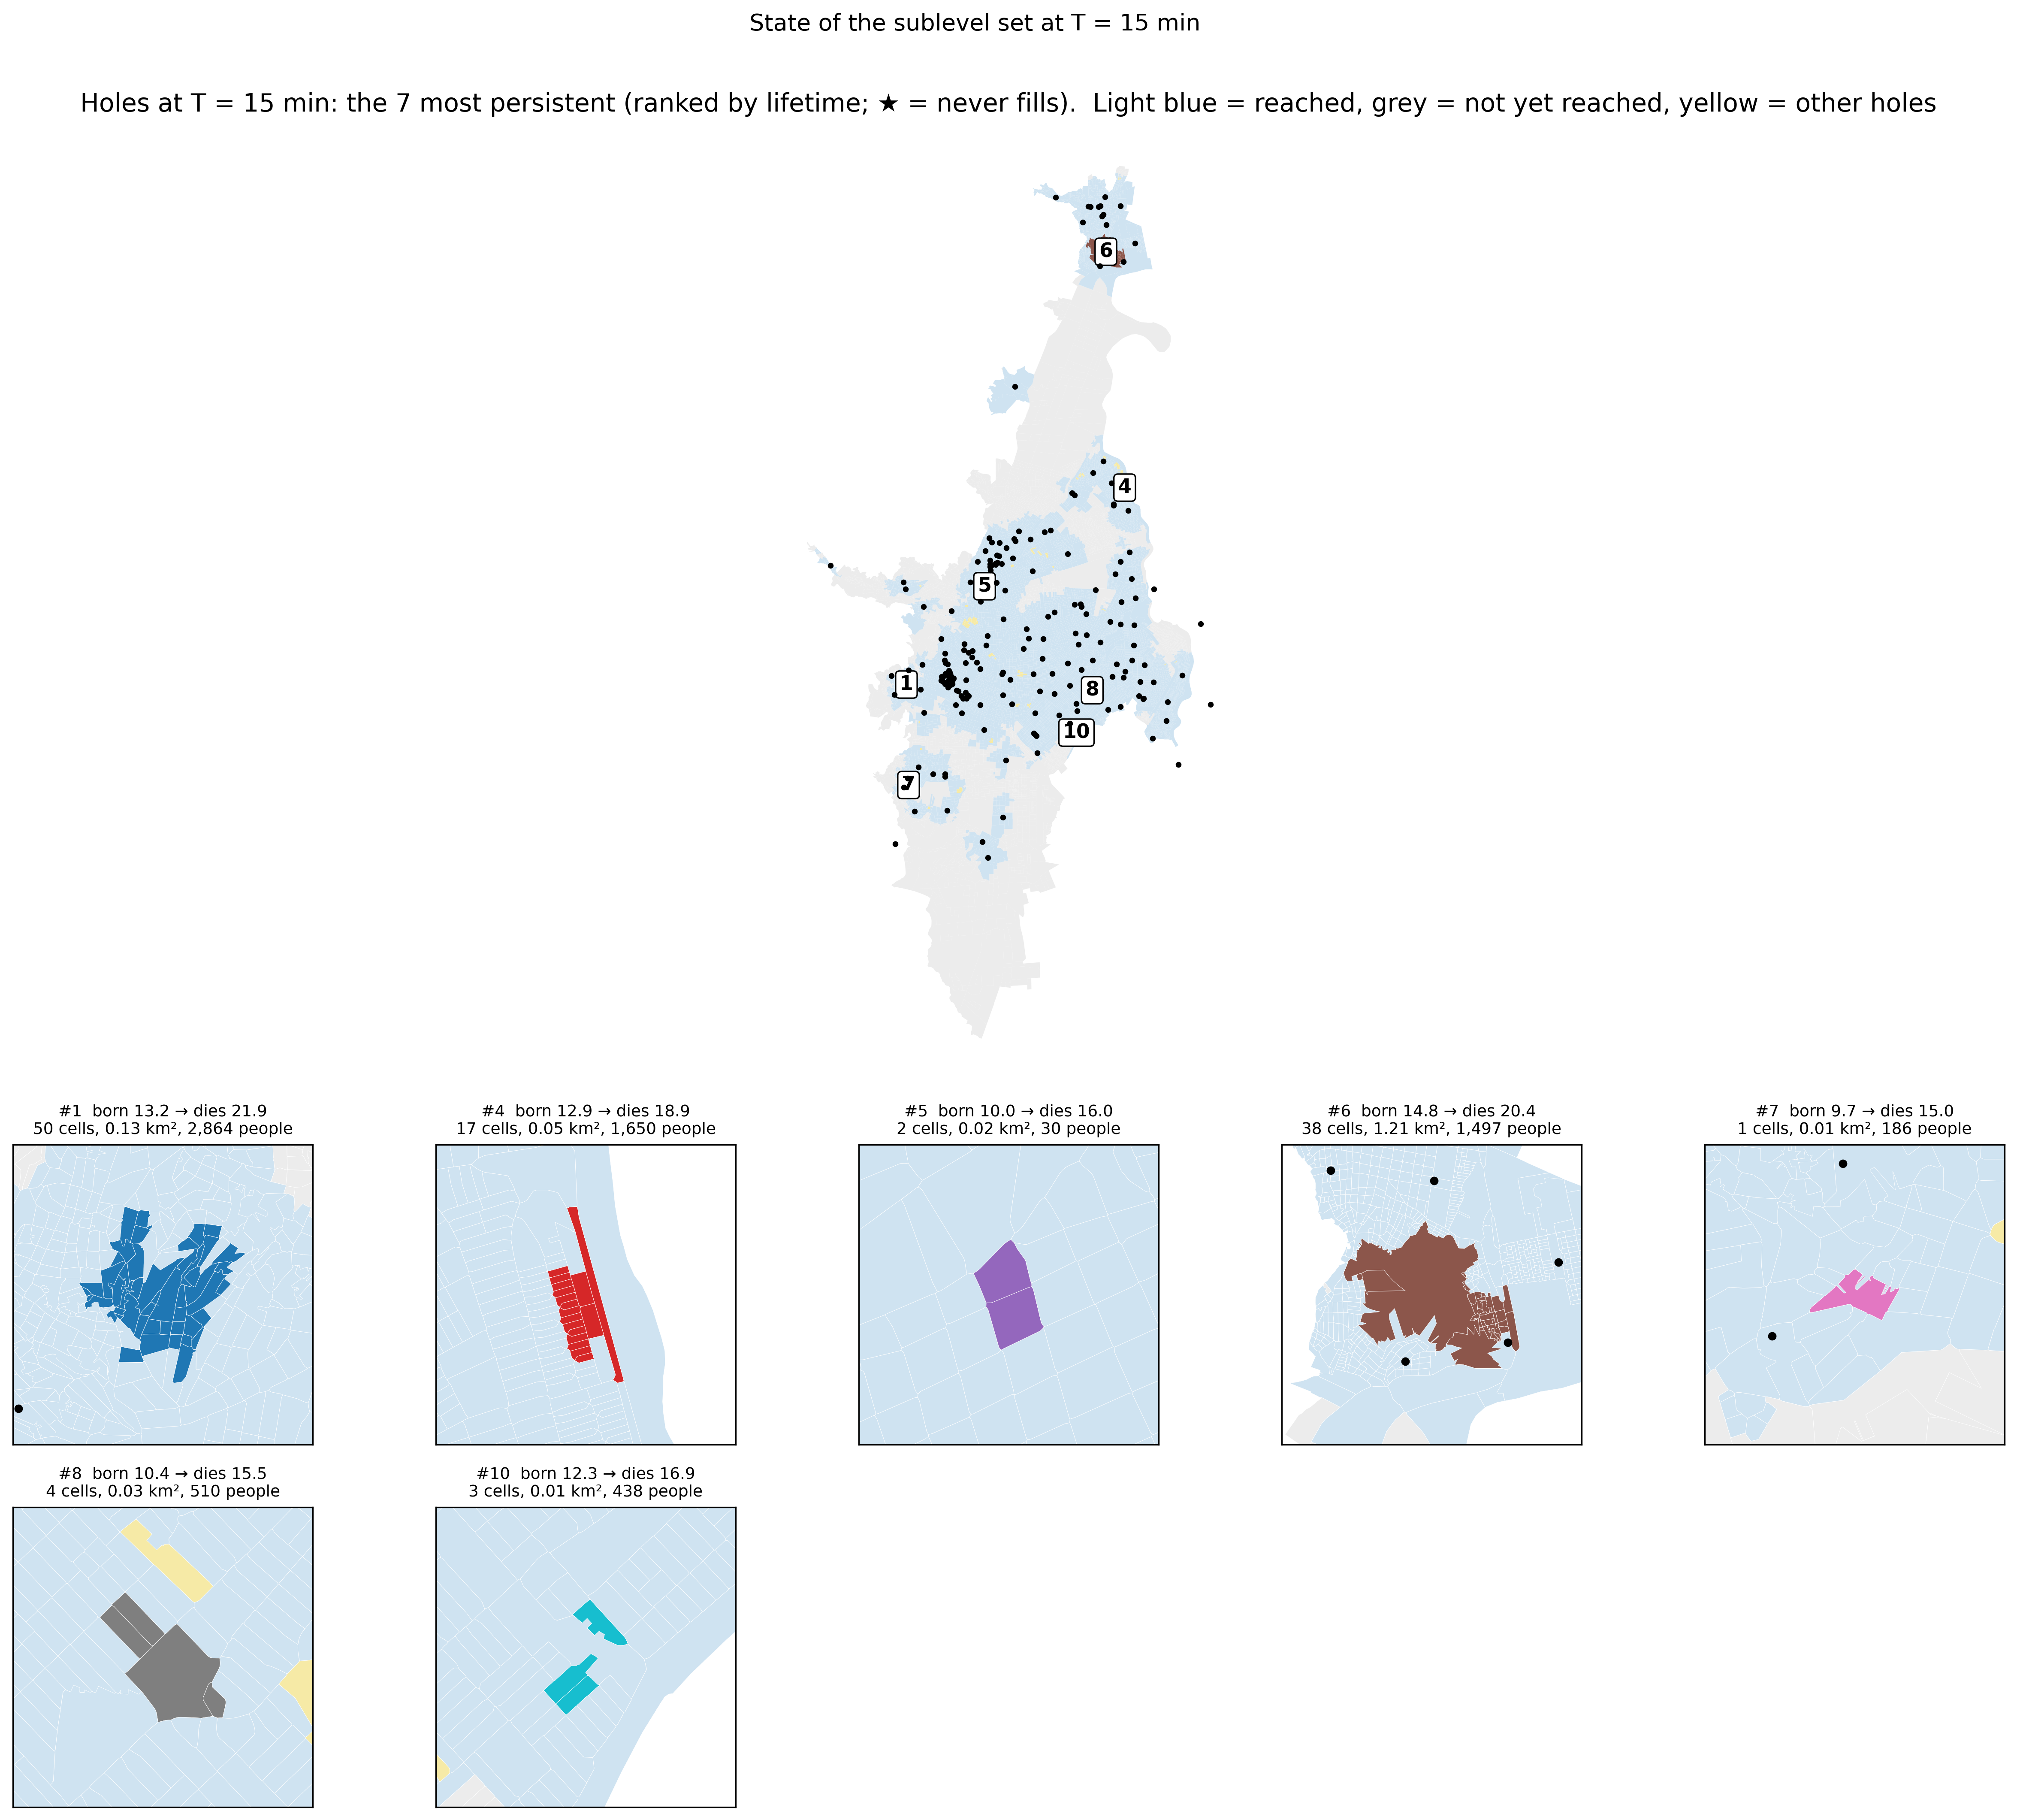 State of the sublevel set at T = 15 min
Holes at T = 15 min: the 7 most persistent (ranked by lifetime; ★ = never fills).  Light blue = reached, grey = not yet reached, yellow = other holes
6
4
5
1
8
10
7
#1  born 13.2 → dies 21.9
50 cells, 0.13 km², 2,864 people
#4  born 12.9 → dies 18.9
17 cells, 0.05 km², 1,650 people
#5  born 10.0 → dies 16.0
2 cells, 0.02 km², 30 people
#6  born 14.8 → dies 20.4
38 cells, 1.21 km², 1,497 people
#7  born 9.7 → dies 15.0
1 cells, 0.01 km², 186 people
#8  born 10.4 → dies 15.5
4 cells, 0.03 km², 510 people
#10  born 12.3 → dies 16.9
3 cells, 0.01 km², 438 people